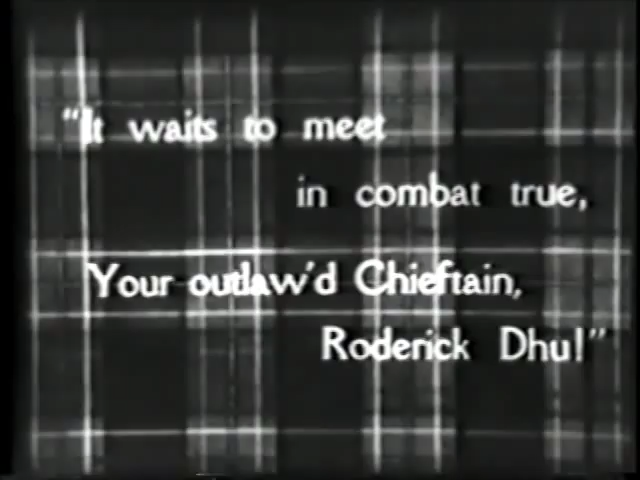 "It waits to meet
in combat true,
Your outlaw'd Chieftain,
Roderick Dhu!"